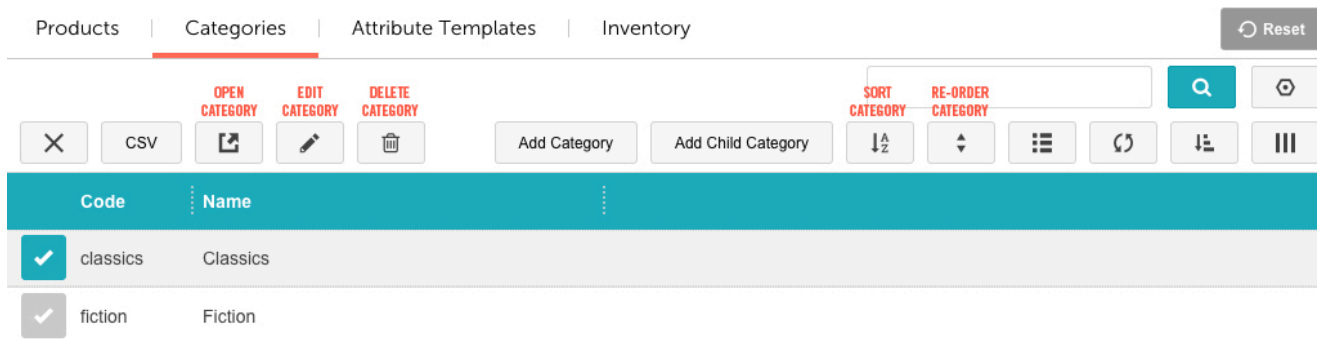 Products Categories Attribute Templates Inventory Reset
OPEN CATEGORY EDIT CATEGORY DELETE CATEGORY SORT CATEGORY RE-ORDER CATEGORY
CSV Add Category Add Child Category A Z
Code Name
classics Classics
fiction Fiction